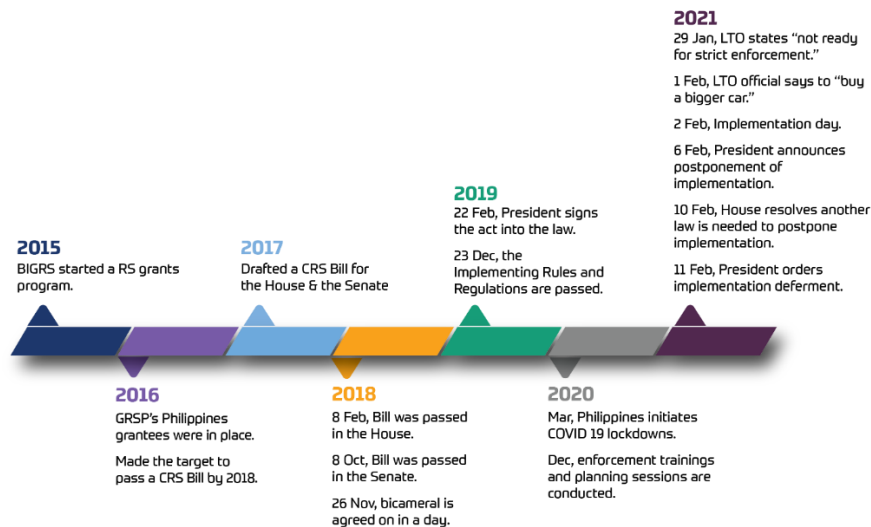 2015
BIGRS started a RS grants
program.
2016
GRSP's Philippines
grantees were in place.
Made the target to
pass a CRS Bill by 2018.
2017
Drafted a CRS Bill for
the House & the Senate
2018
8 Feb, Bill was passed
in the House.
8 Oct, Bill was passed
in the Senate.
26 Nov, bicameral is
agreed on in a day.
2019
22 Feb, President signs
the act into the law.
23 Dec, the
Implementing Rules and
Regulations are passed.
2020
Mar, Philippines initiates
COVID 19 lockdowns.
Dec, enforcement trainings
and planning sessions are
conducted.
2021
29 Jan, LTO states “not ready
for strict enforcement.”
1 Feb, LTO official says to “buy
a bigger car.”
2 Feb, Implementation day.
6 Feb, President announces
postponement of
implementation.
10 Feb, House resolves another
law is needed to postpone
implementation.
11 Feb, President orders
implementation deferment.